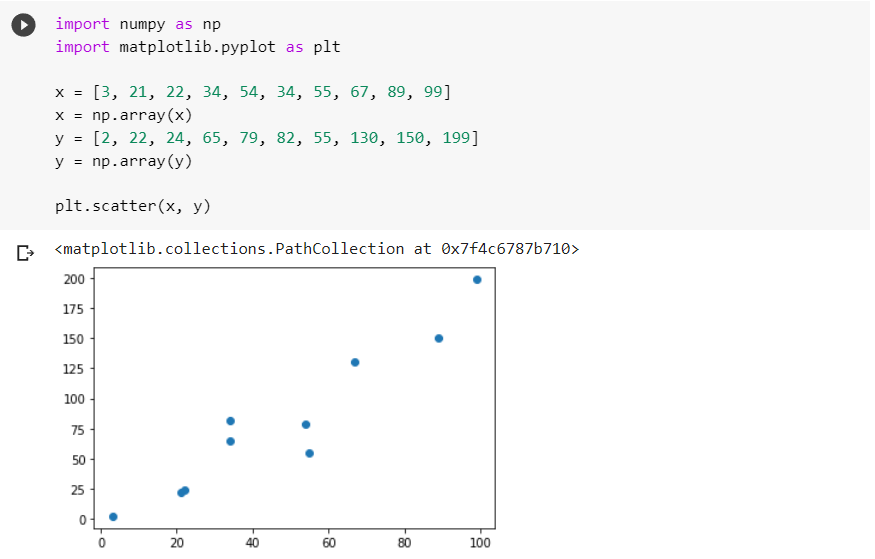 import numpy as np
import matplotlib.pyplot as plt
x = [3, 21, 22, 34, 54, 34, 55, 67, 89, 99]
x = np.array(x)
y = [2, 22, 24, 65, 79, 82, 55, 130, 150, 199]
y = np.array(y)
plt.scatter(x, y)
<matplotlib.collections.PathCollection at 0x7f4c6787b710>
200
175
150
125
100
75
50
25
0
0 20 40 60 80 100